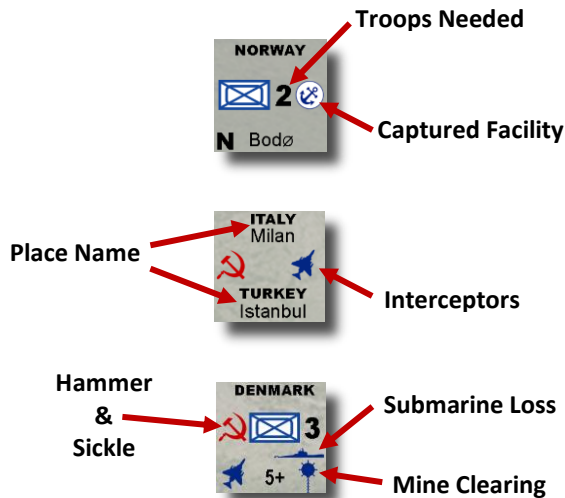 Troops Needed
NORWAY
2
Captured Facility
N Bodø
ITALY
Milan
Place Name
TURKEY
Istanbul
Interceptors
Hammer
&
Sickle
DENMARK
3
Submarine Loss
5+
Mine Clearing